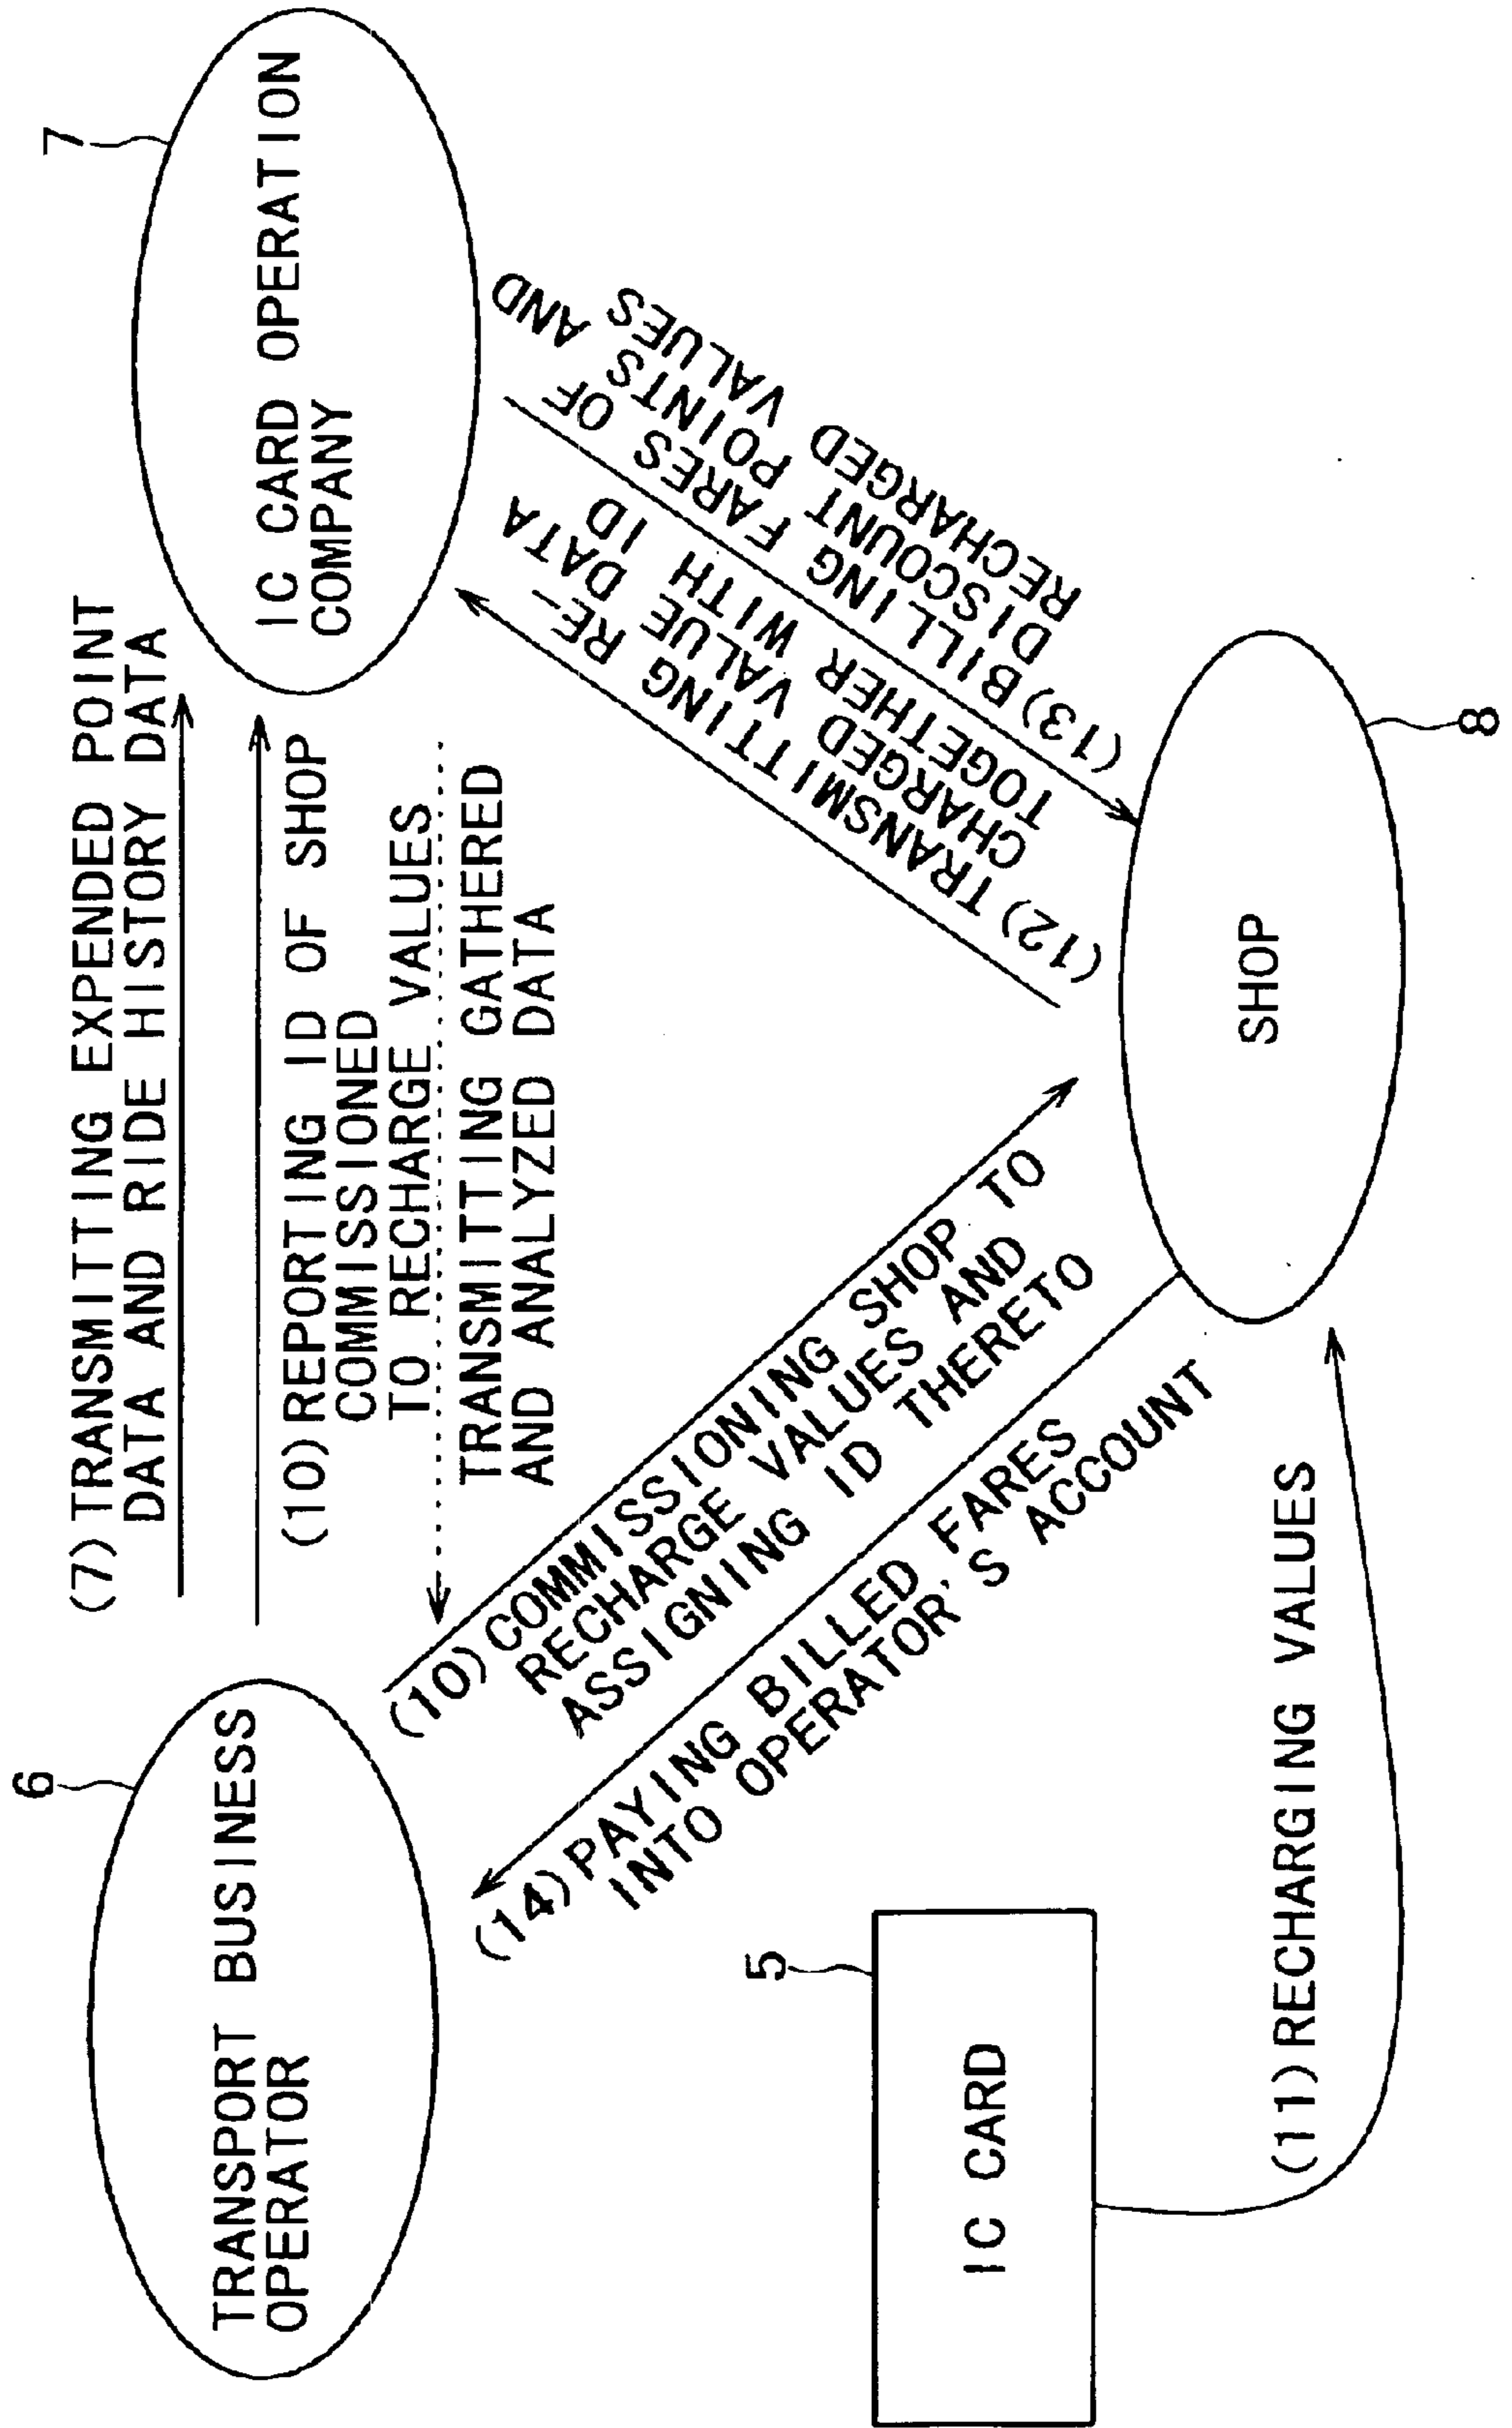 6
TRANSPORT BUSINESS
OPERATOR
7
IC CARD OPERATION
COMPANY
(7) TRANSMITTING EXPENDED POINT
DATA AND RIDE HISTORY DATA
(10) REPORTING ID OF SHOP
COMMISSIONED
TO RECHARGE VALUES
TRANSMITTING GATHERED
AND ANALYZED DATA
(10) COMMISSIONING SHOP TO
RECHARGE VALUES AND
ASSIGNING ID THERETO
(14) PAYING BILLED FARES
INTO OPERATOR'S ACCOUNT
(12) TRANSMITTING RE-
CHARGED VALUE DATA
TOGETHER WITH ID
(13) BILLING FARES OF
DISCOUNT POINTS AND
RECHARGED VALUES
5
IC CARD
(11) RECHARGING VALUES
SHOP
8